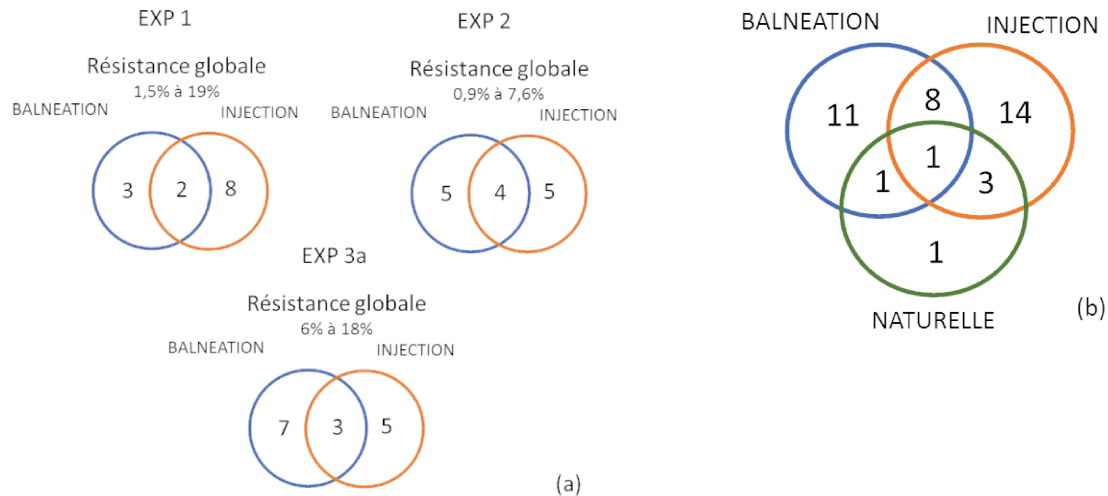 EXP 1
Résistance globale
1,5% à 19%
BALNEATION
INJECTION
3
2
8
EXP 2
Résistance globale
0,9% à 7,6%
BALNEATION
INJECTION
5
4
5
EXP 3a
Résistance globale
6% à 18%
BALNEATION
INJECTION
7
3
5
(a)
BALNEATION
INJECTION
11
8
14
1
1
3
1
NATURELLE
(b)